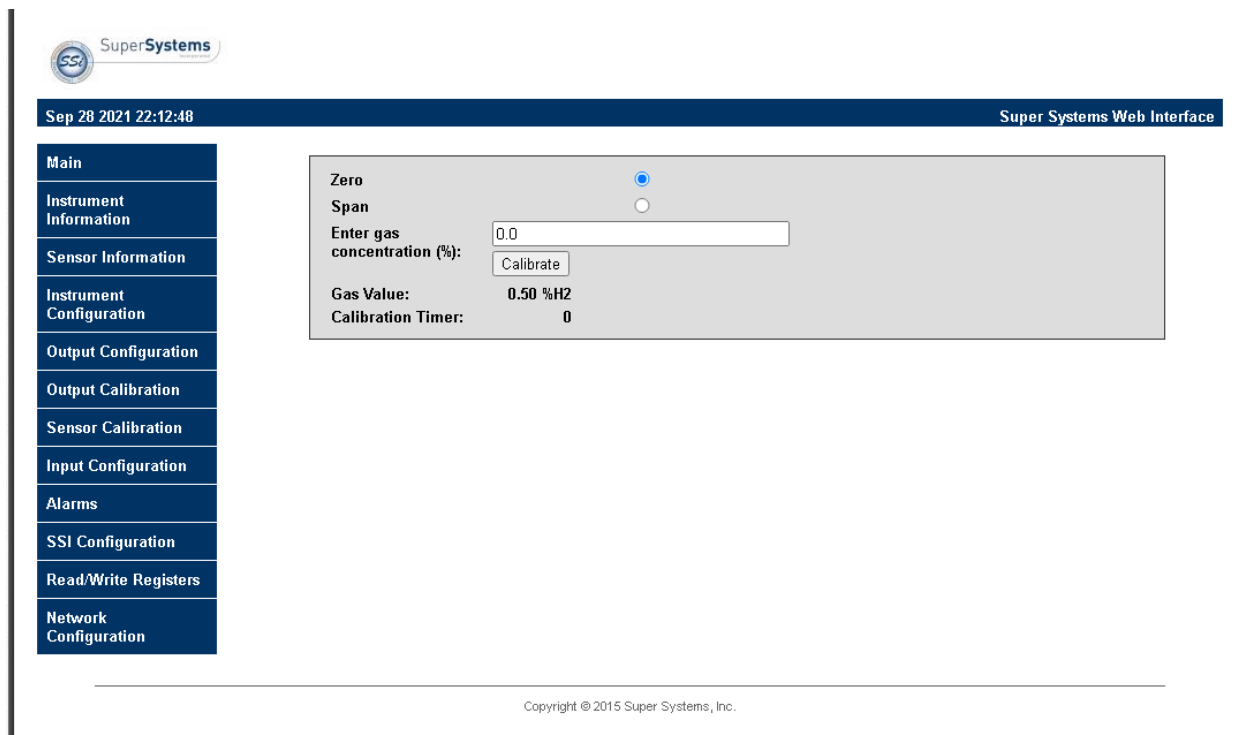 SuperSystems
SSi
Sep 28 2021 22:12:48
Super Systems Web Interface
Main
Instrument
Information
Sensor Information
Instrument
Configuration
Output Configuration
Output Calibration
Sensor Calibration
Input Configuration
Alarms
SSI Configuration
Read/Write Registers
Network
Configuration
Zero
Span
Enter gas
concentration (%):
0.0
Calibrate
Gas Value: 0.50 %H2
Calibration Timer: 0
Copyright © 2015 Super Systems, Inc.